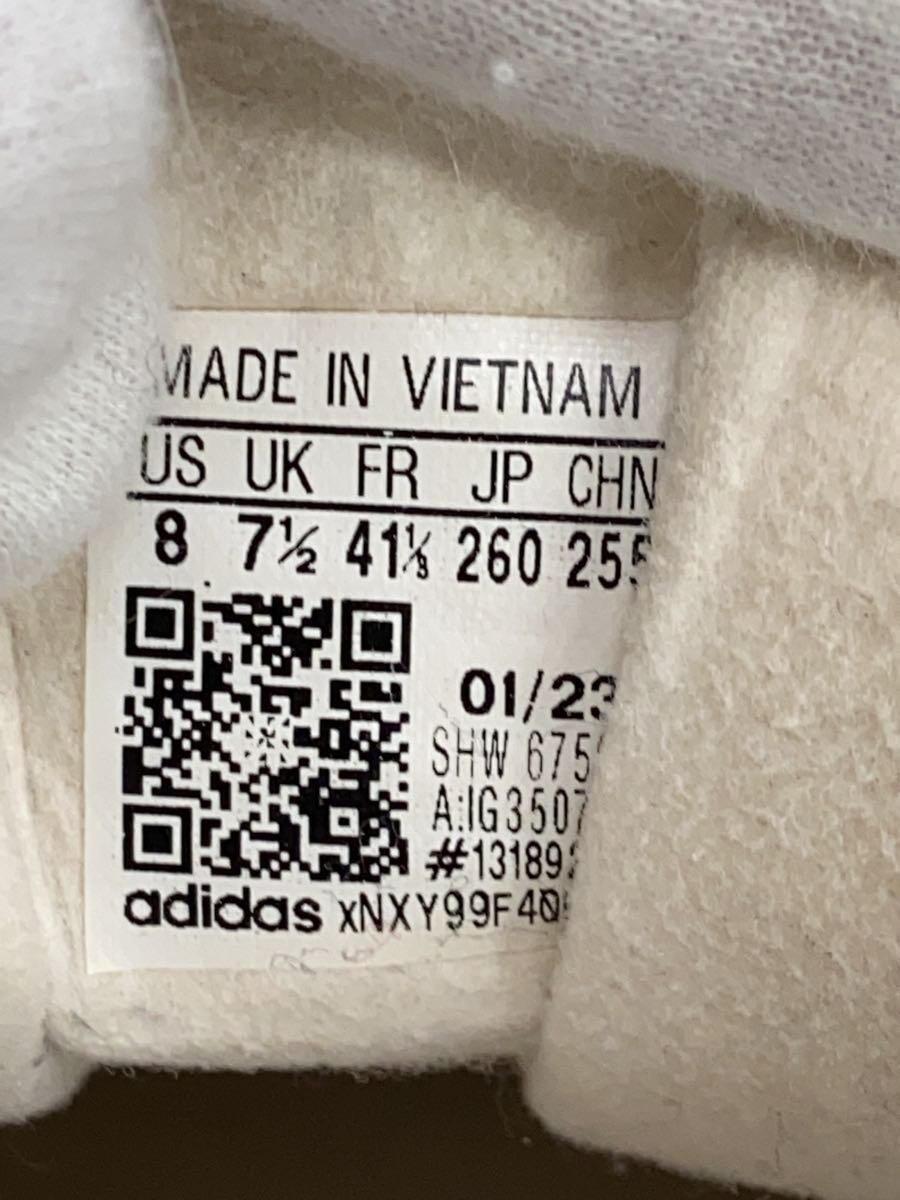 MADE IN VIETNAM
US UK FR JP CHN
8 7½ 41⅓ 260 255
01/23
SHW 675
A:IG3507
#13189
adidas xNXY99F40